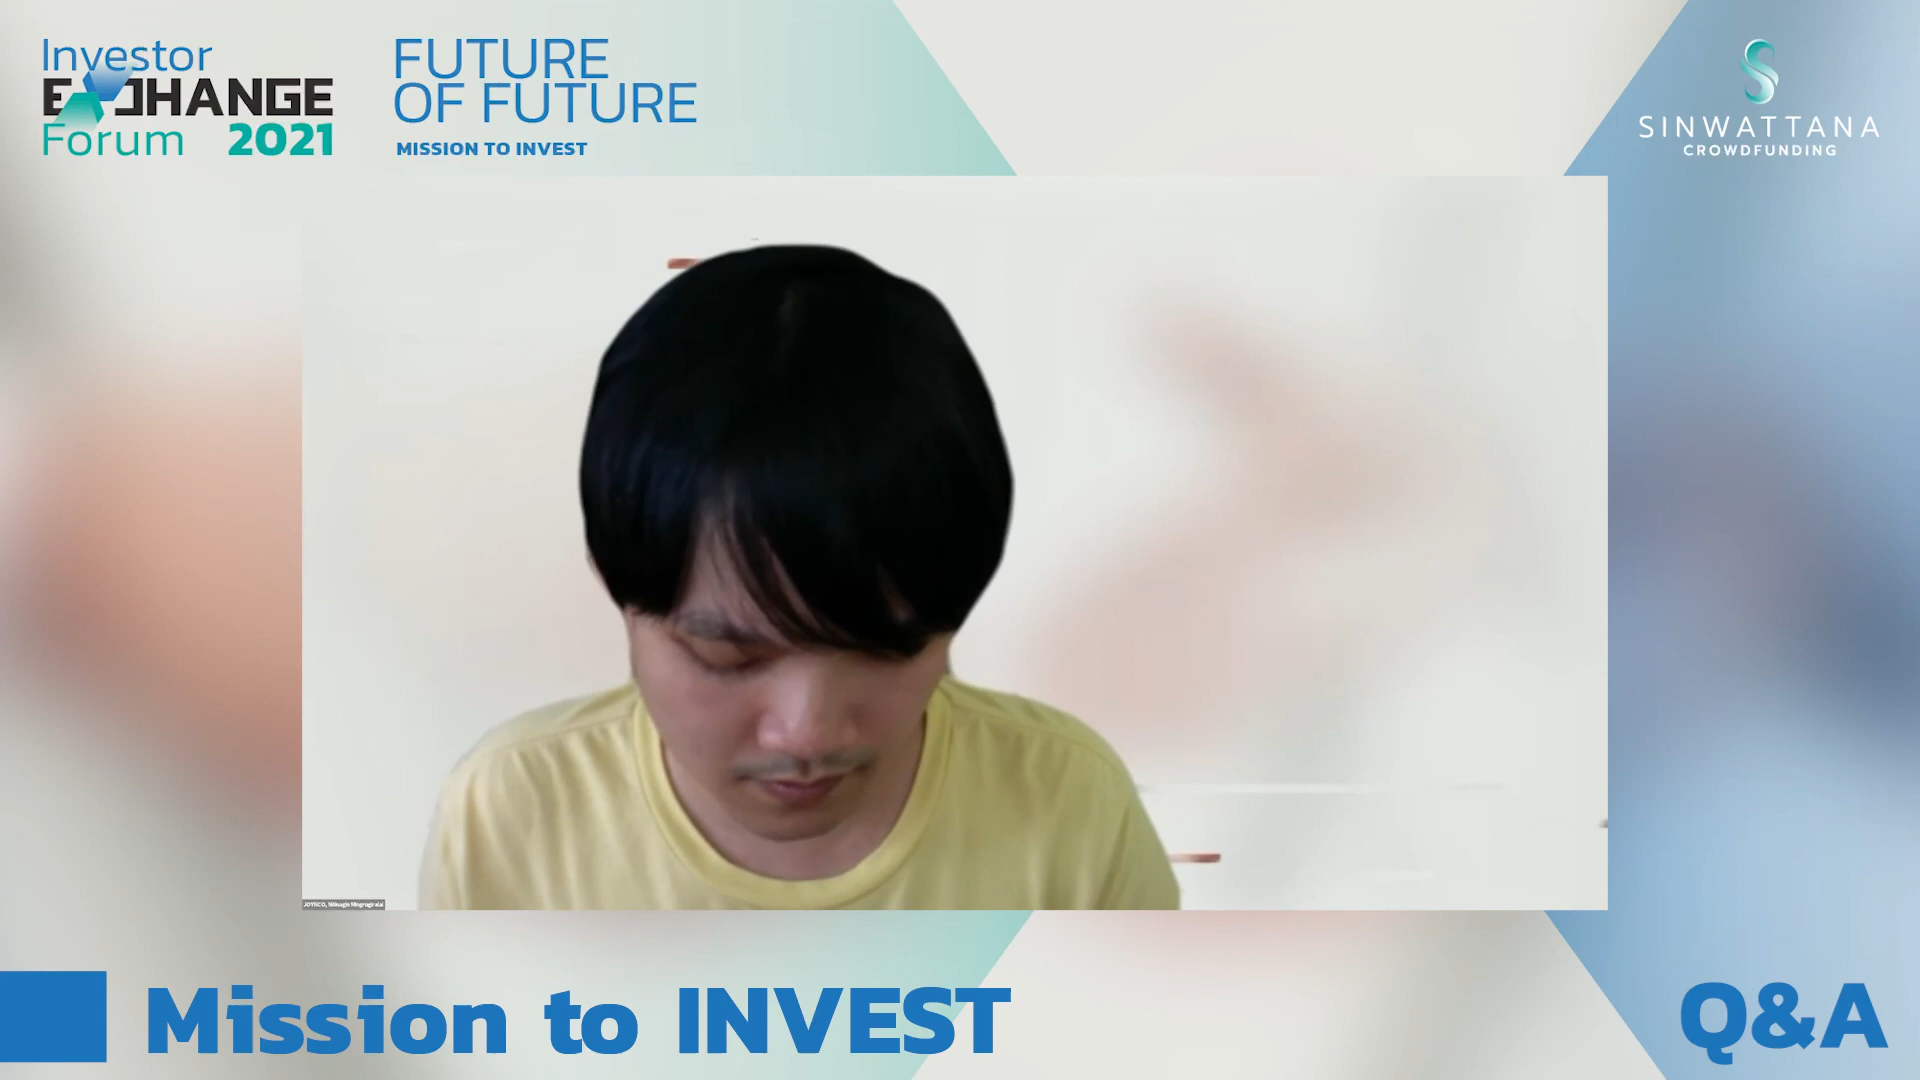 Investor
EXCHANGE
Forum 2021
FUTURE
OF FUTURE
MISSION TO INVEST
SINWATTANA
CROWDFUNDING
Mission to INVEST
Q&A